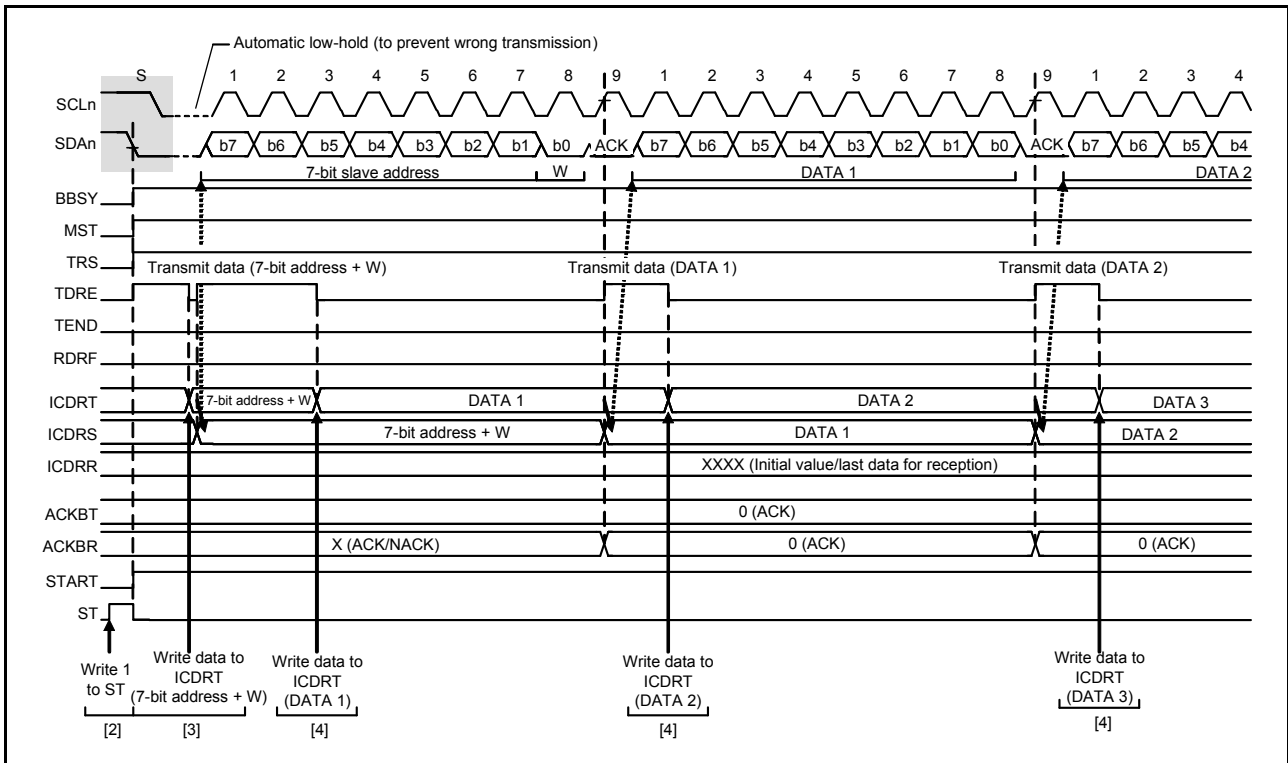 Automatic low-hold (to prevent wrong transmission)
S 1 2 3 4 5 6 7 8 9 1 2 3 4 5 6 7 8 9 1 2 3 4
SCLn
SDAn b7 b6 b5 b4 b3 b2 b1 b0 ACK b7 b6 b5 b4 b3 b2 b1 b0 ACK b7 b6 b5 b4
7-bit slave address W DATA 1 DATA 2
BBSY
MST
TRS
Transmit data (7-bit address + W) Transmit data (DATA 1) Transmit data (DATA 2)
TDRE
TEND
RDRF
ICDRT 7-bit address + W DATA 1 DATA 2 DATA 3
ICDRS 7-bit address + W DATA 1 DATA 2
ICDRR XXXX (Initial value/last data for reception)
ACKBT 0 (ACK)
ACKBR X (ACK/NACK) 0 (ACK) 0 (ACK)
START
ST
Write 1
to ST
Write data to
ICDRT
(7-bit address + W)
Write data to
ICDRT
(DATA 1)
Write data to
ICDRT
(DATA 2)
Write data to
ICDRT
(DATA 3)
[2] [3] [4] [4] [4]